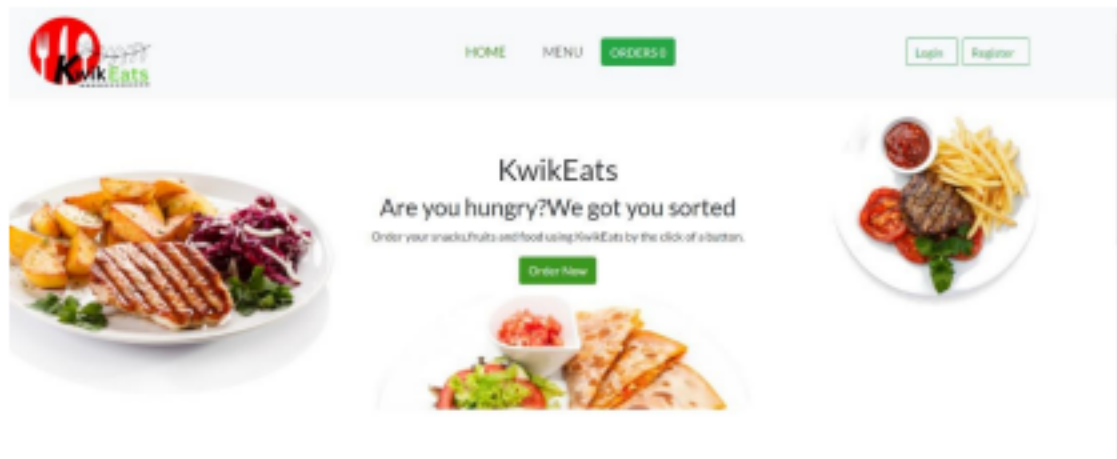 KwikEats
HOME MENU ORDERS 0
Login Register
KwikEats
Are you hungry?We got you sorted
Order your snacks,fruits and food using KwikEats by the click of a button.
Order Now